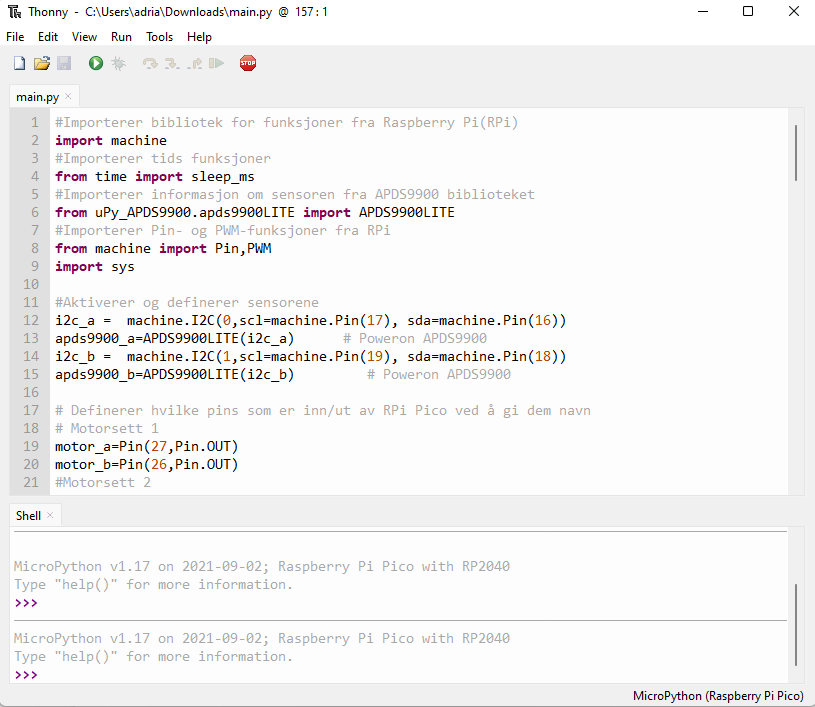 Thonny - C:\Users\adria\Downloads\main.py @ 157:1
File Edit View Run Tools Help
STOP
main.py ×
1 #Importerer bibliotek for funksjoner fra Raspberry Pi(RPi)
2 import machine
3 #Importerer tids funksjoner
4 from time import sleep_ms
5 #Importerer informasjon om sensoren fra APDS9900 biblioteket
6 from uPy_APDS9900.apds9900LITE import APDS9900LITE
7 #Importerer Pin- og PWM-funksjoner fra RPi
8 from machine import Pin,PWM
9 import sys
10
11 #Aktiverer og definerer sensorene
12 i2c_a =  machine.I2C(0,scl=machine.Pin(17), sda=machine.Pin(16))
13 apds9900_a=APDS9900LITE(i2c_a)      # Poweron APDS9900
14 i2c_b =  machine.I2C(1,scl=machine.Pin(19), sda=machine.Pin(18))
15 apds9900_b=APDS9900LITE(i2c_b)         # Poweron APDS9900
16
17 # Definerer hvilke pins som er inn/ut av RPi Pico ved å gi dem navn
18 # Motorsett 1
19 motor_a=Pin(27,Pin.OUT)
20 motor_b=Pin(26,Pin.OUT)
21 #Motorsett 2
Shell ×
MicroPython v1.17 on 2021-09-02; Raspberry Pi Pico with RP2040
Type "help()" for more information.
>>>
MicroPython v1.17 on 2021-09-02; Raspberry Pi Pico with RP2040
Type "help()" for more information.
>>>
MicroPython (Raspberry Pi Pico)